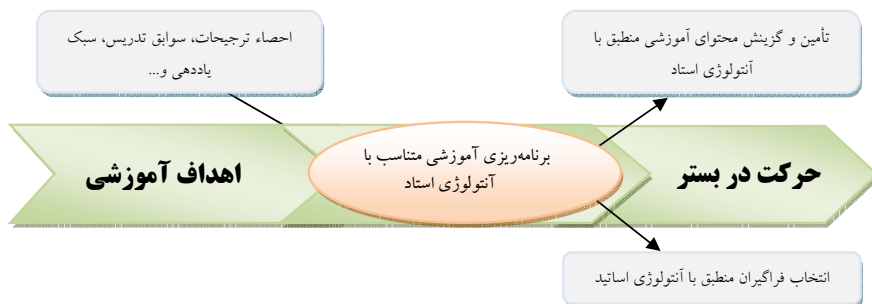 احصاء ترجیحات، سوابق تدریس، سبک
یاددهی و...
تأمین و گزینش محتوای آموزشی منطبق با
آنتولوژی استاد
حرکت در بستر
برنامه‌ریزی آموزشی متناسب با
آنتولوژی استاد
اهداف آموزشی
انتخاب فراگیران منطبق با آنتولوژی اساتید